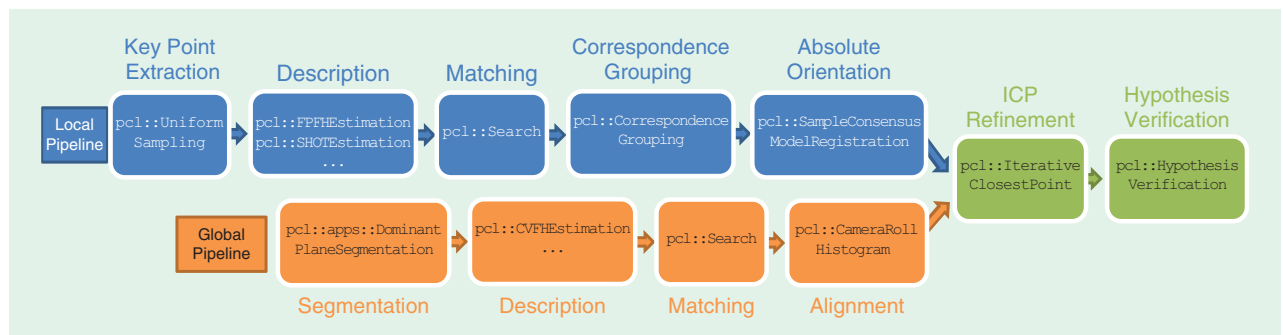 Key Point
Extraction
Description
Matching
Correspondence
Grouping
Absolute
Orientation
ICP
Refinement
Hypothesis
Verification
Local
Pipeline
pcl::Uniform
Sampling
pcl::FPFHEstimation
pcl::SHOTEstimation
...
pcl::Search
pcl::Correspondence
Grouping
pcl::SampleConsensus
ModelRegistration
pcl::Iterative
ClosestPoint
pcl::Hypothesis
Verification
Global
Pipeline
pcl::apps::Dominant
PlaneSegmentation
pcl::CVFHEstimation
...
pcl::Search
pcl::CameraRoll
Histogram
Segmentation
Description
Matching
Alignment